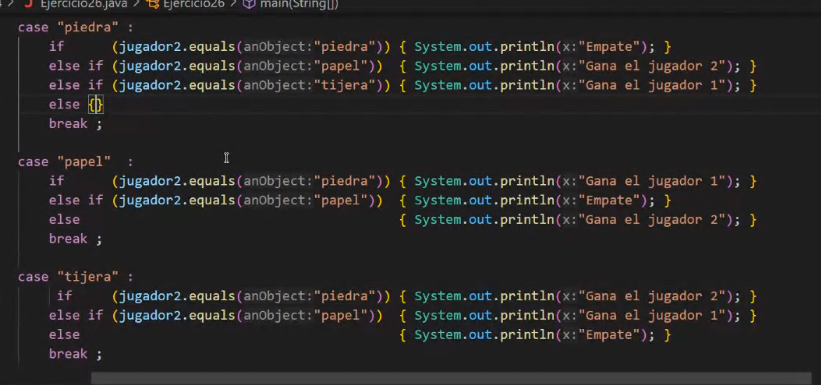 Ejercicio26.java > Ejercicio26 > main(String[])
case "piedra" :
if (jugador2.equals(anObject:"piedra")) { System.out.println(x:"Empate"); }
else if (jugador2.equals(anObject:"papel")) { System.out.println(x:"Gana el jugador 2"); }
else if (jugador2.equals(anObject:"tijera")) { System.out.println(x:"Gana el jugador 1"); }
else {}
break ;
case "papel" :
if (jugador2.equals(anObject:"piedra")) { System.out.println(x:"Gana el jugador 1"); }
else if (jugador2.equals(anObject:"papel")) { System.out.println(x:"Empate"); }
else { System.out.println(x:"Gana el jugador 2"); }
break ;
case "tijera" :
if (jugador2.equals(anObject:"piedra")) { System.out.println(x:"Gana el jugador 2"); }
else if (jugador2.equals(anObject:"papel")) { System.out.println(x:"Gana el jugador 1"); }
else { System.out.println(x:"Empate"); }
break ;